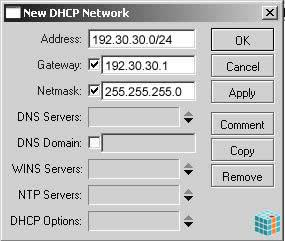 New DHCP Network
Address: 192.30.30.0/24 OK
Gateway: 192.30.30.1 Cancel
Netmask: 255.255.255.0 Apply
DNS Servers:
Comment
DNS Domain:
Copy
WINS Servers:
Remove
NTP Servers:
DHCP Options: